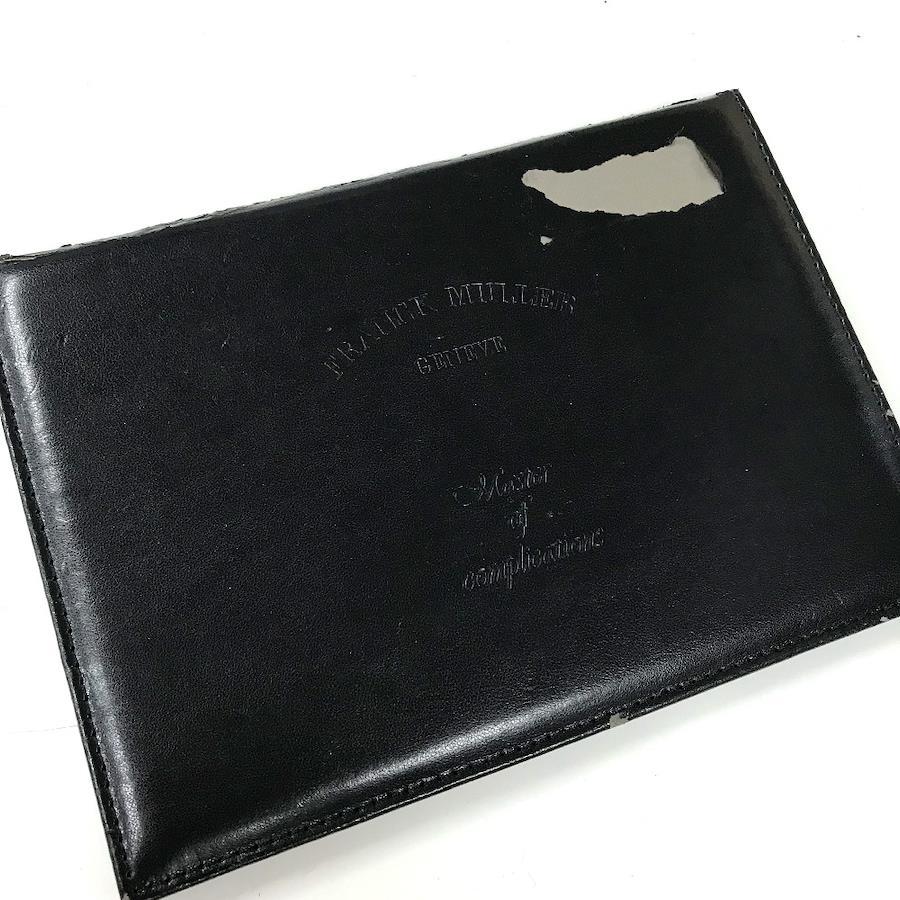 FRANCK MULLER
GENEVE
Master
of
complications